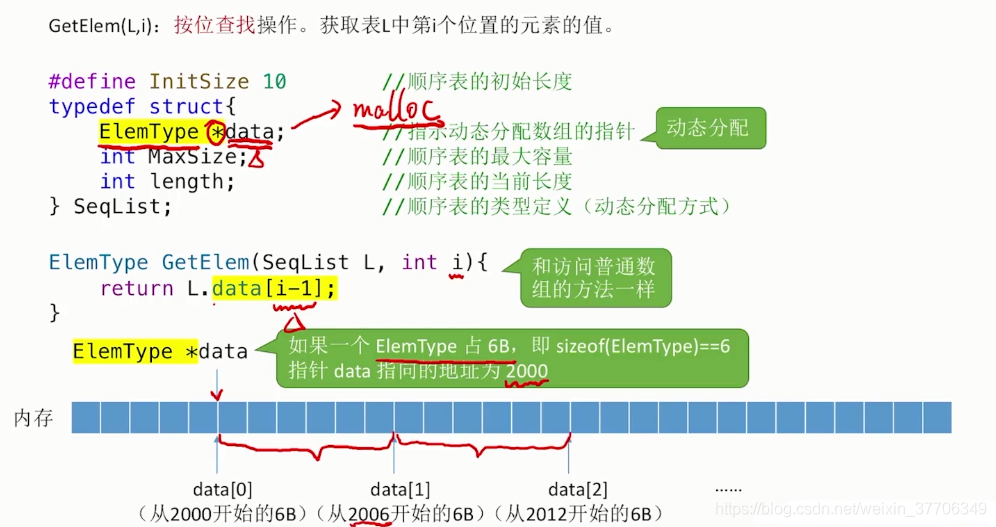 GetElem(L,i)：按位查找操作。获取表L中第i个位置的元素的值。
#define InitSize 10 //顺序表的初始长度
typedef struct{
malloc
ElemType *data; //指示动态分配数组的指针
动态分配
int MaxSize; //顺序表的最大容量
int length; //顺序表的当前长度
} SeqList; //顺序表的类型定义（动态分配方式）
ElemType GetElem(SeqList L, int i){
return L.data[i-1];
}
和访问普通数
组的方法一样
ElemType *data
如果一个 ElemType 占 6B，即 sizeof(ElemType)==6
指针 data 指向的地址为 2000
内存
data[0] data[1] data[2] ……
（从2000开始的6B）（从2006开始的6B）（从2012开始的6B）
https://blog.csdn.net/weixin_37706349